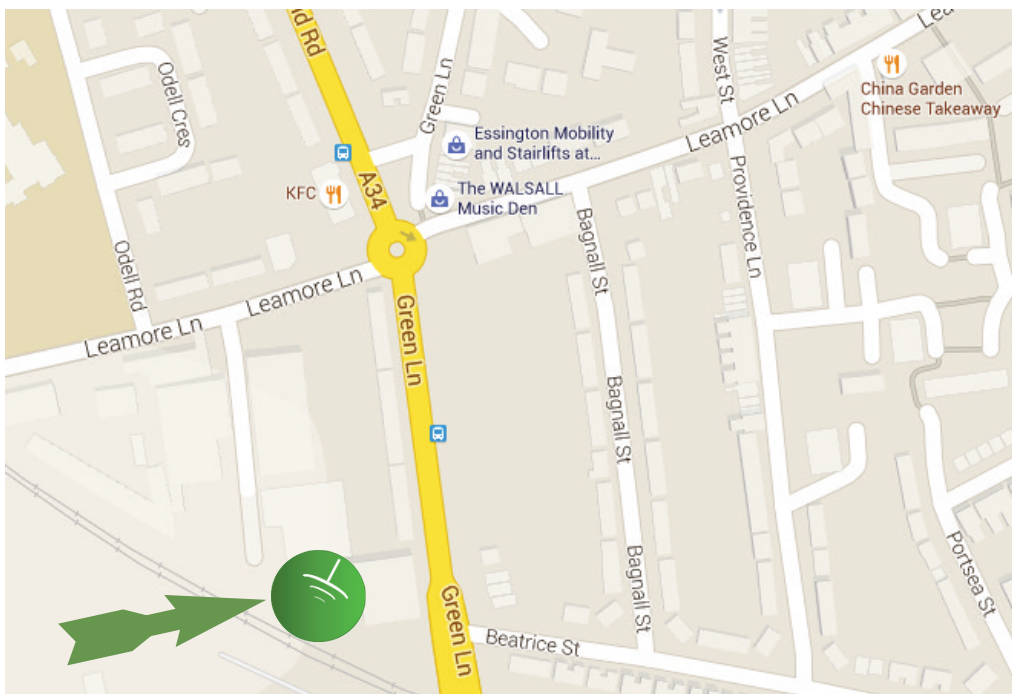 nd Rd
Lea
Odell Cres
Green Ln
West St
China Garden
Chinese Takeaway
Essington Mobility
and Stairlifts at...
Leamore Ln
KFC
A34
The WALSALL
Music Den
Providence Ln
Bagnall St
Odell Rd
Leamore Ln
Leamore Ln
Green Ln
Bagnall St
Bagnall St
Portsea St
Green Ln
Beatrice St